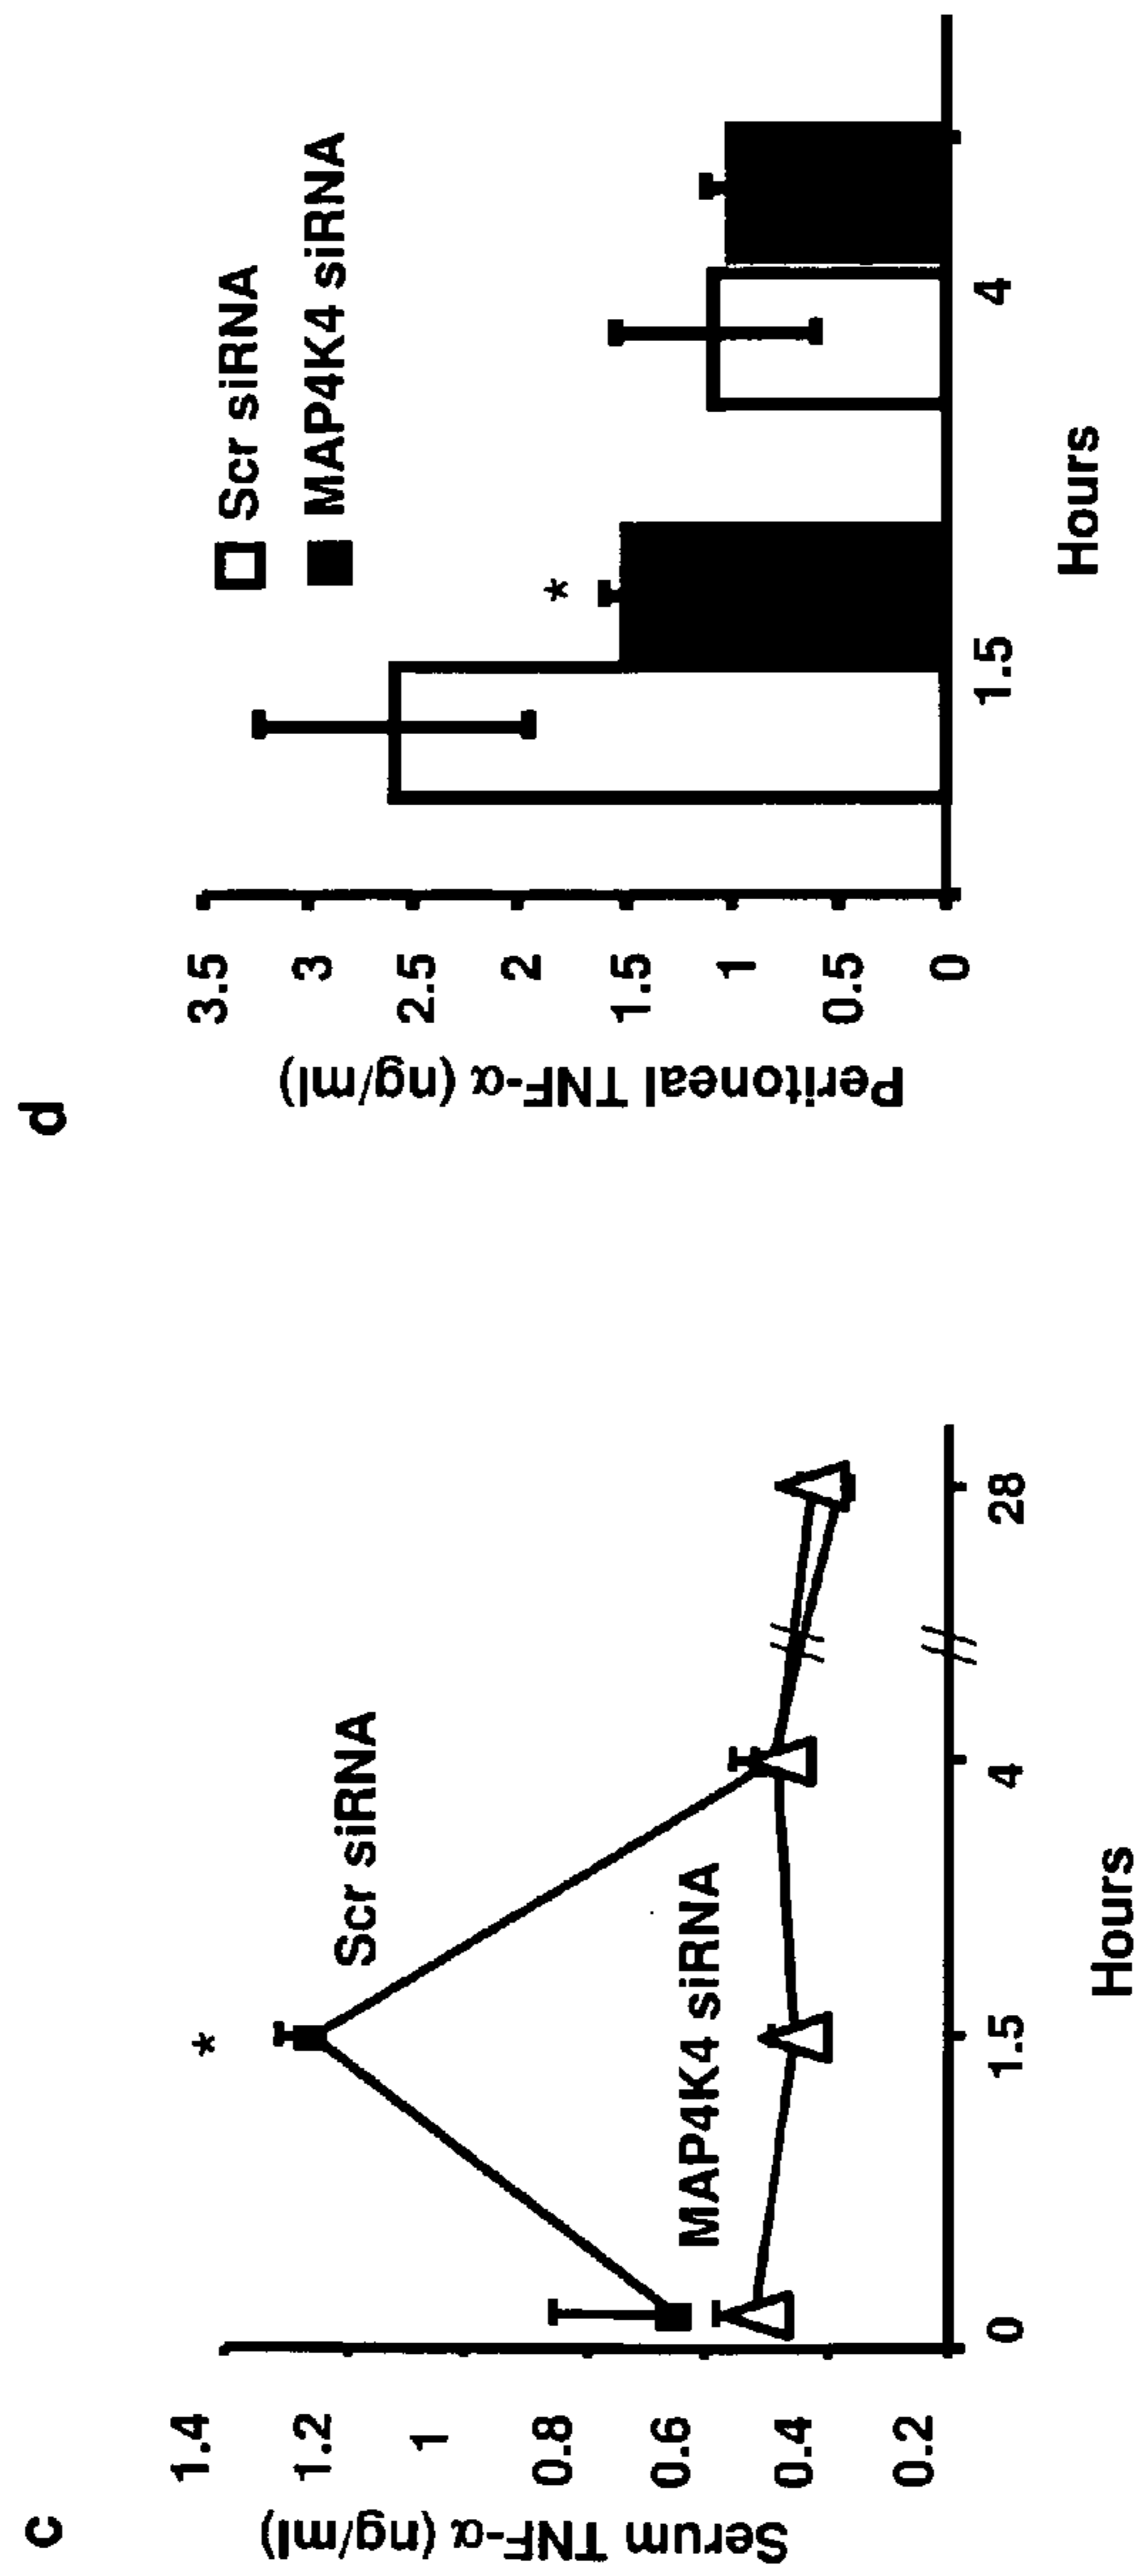 c
Serum TNF-α (ng/ml)
1.4
1.2
1
0.8
0.6
0.4
0.2
*
Scr siRNA
MAP4K4 siRNA
0
1.5
4
28
Hours
d
Peritoneal TNF-α (ng/ml)
3.5
3
2.5
2
1.5
1
0.5
0
Scr siRNA
MAP4K4 siRNA
*
1.5
4
Hours